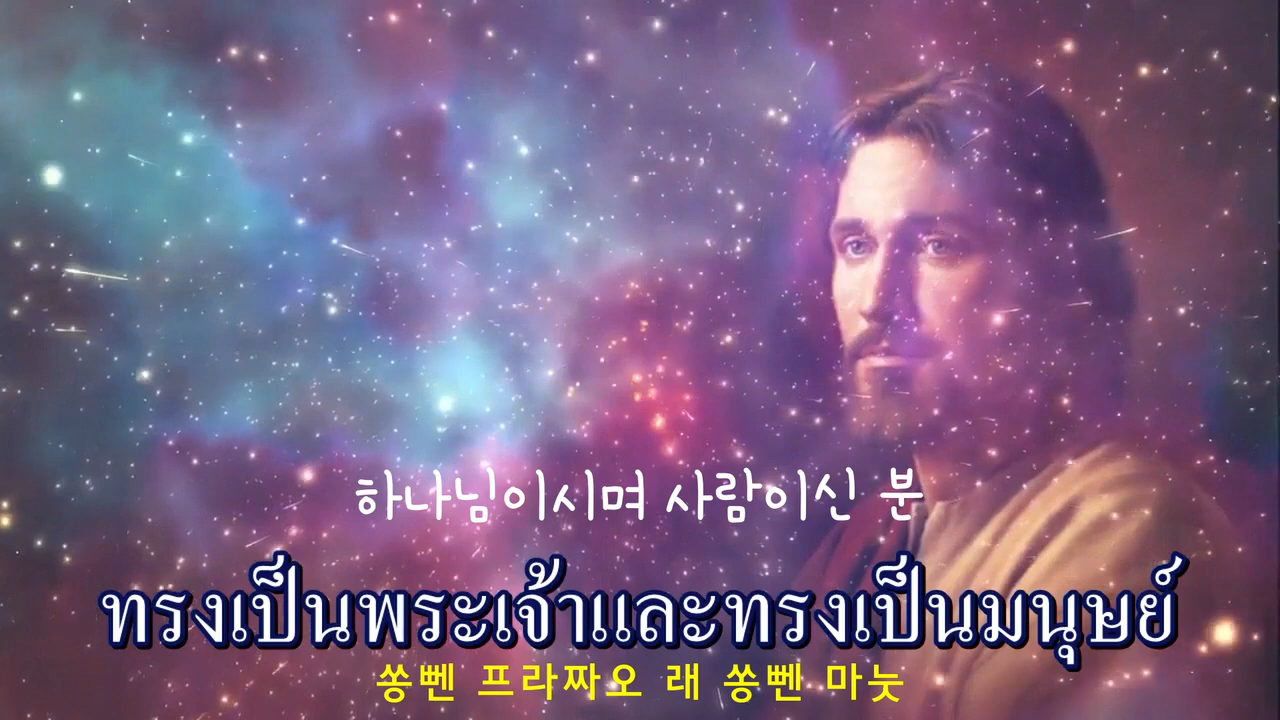 하나님이시며 사람이신 분
ทรงเป็นพระเจ้าและทรงเป็นมนุษย์
쏭뻰 프라짜오 래 쏭뻰 마눗